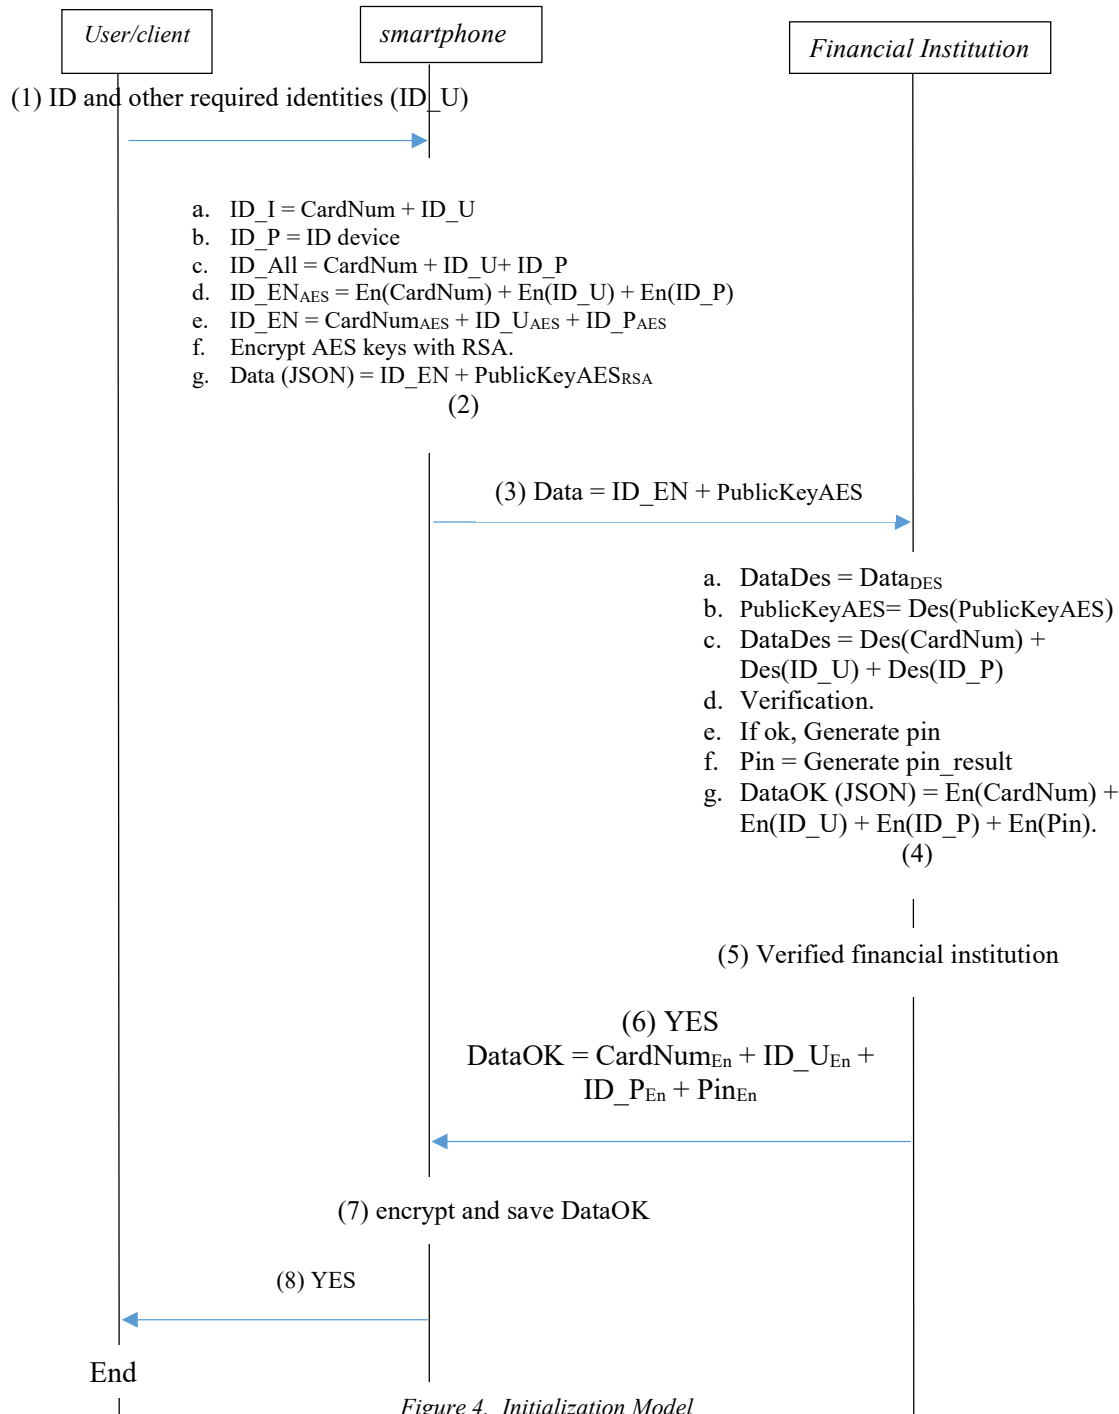 User/client
smartphone
Financial Institution
(1) ID and other required identities (ID_U)
a. ID_I = CardNum + ID_U
b. ID_P = ID device
c. ID_All = CardNum + ID_U+ ID_P
d. ID_ENAES = En(CardNum) + En(ID_U) + En(ID_P)
e. ID_EN = CardNumAES + ID_UAES + ID_PAES
f. Encrypt AES keys with RSA.
g. Data (JSON) = ID_EN + PublicKeyAESRSA
(2)
(3) Data = ID_EN + PublicKeyAES
a. DataDes = DataDES
b. PublicKeyAES= Des(PublicKeyAES)
c. DataDes = Des(CardNum) +
Des(ID_U) + Des(ID_P)
d. Verification.
e. If ok, Generate pin
f. Pin = Generate pin_result
g. DataOK (JSON) = En(CardNum) +
En(ID_U) + En(ID_P) + En(Pin).
(4)
(5) Verified financial institution
(6) YES
DataOK = CardNumEn + ID_UEn +
ID_PEn + PinEn
(7) encrypt and save DataOK
(8) YES
End
Figure 4. Initialization Model